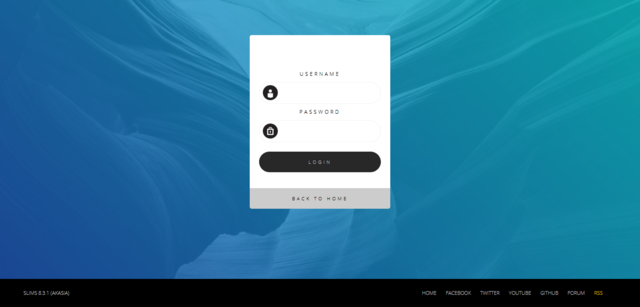 USERNAME
PASSWORD
LOGIN
BACK TO HOME
SLIMS 8.3.1 (AKASIA)
HOME FACEBOOK TWITTER YOUTUBE GITHUB FORUM RSS